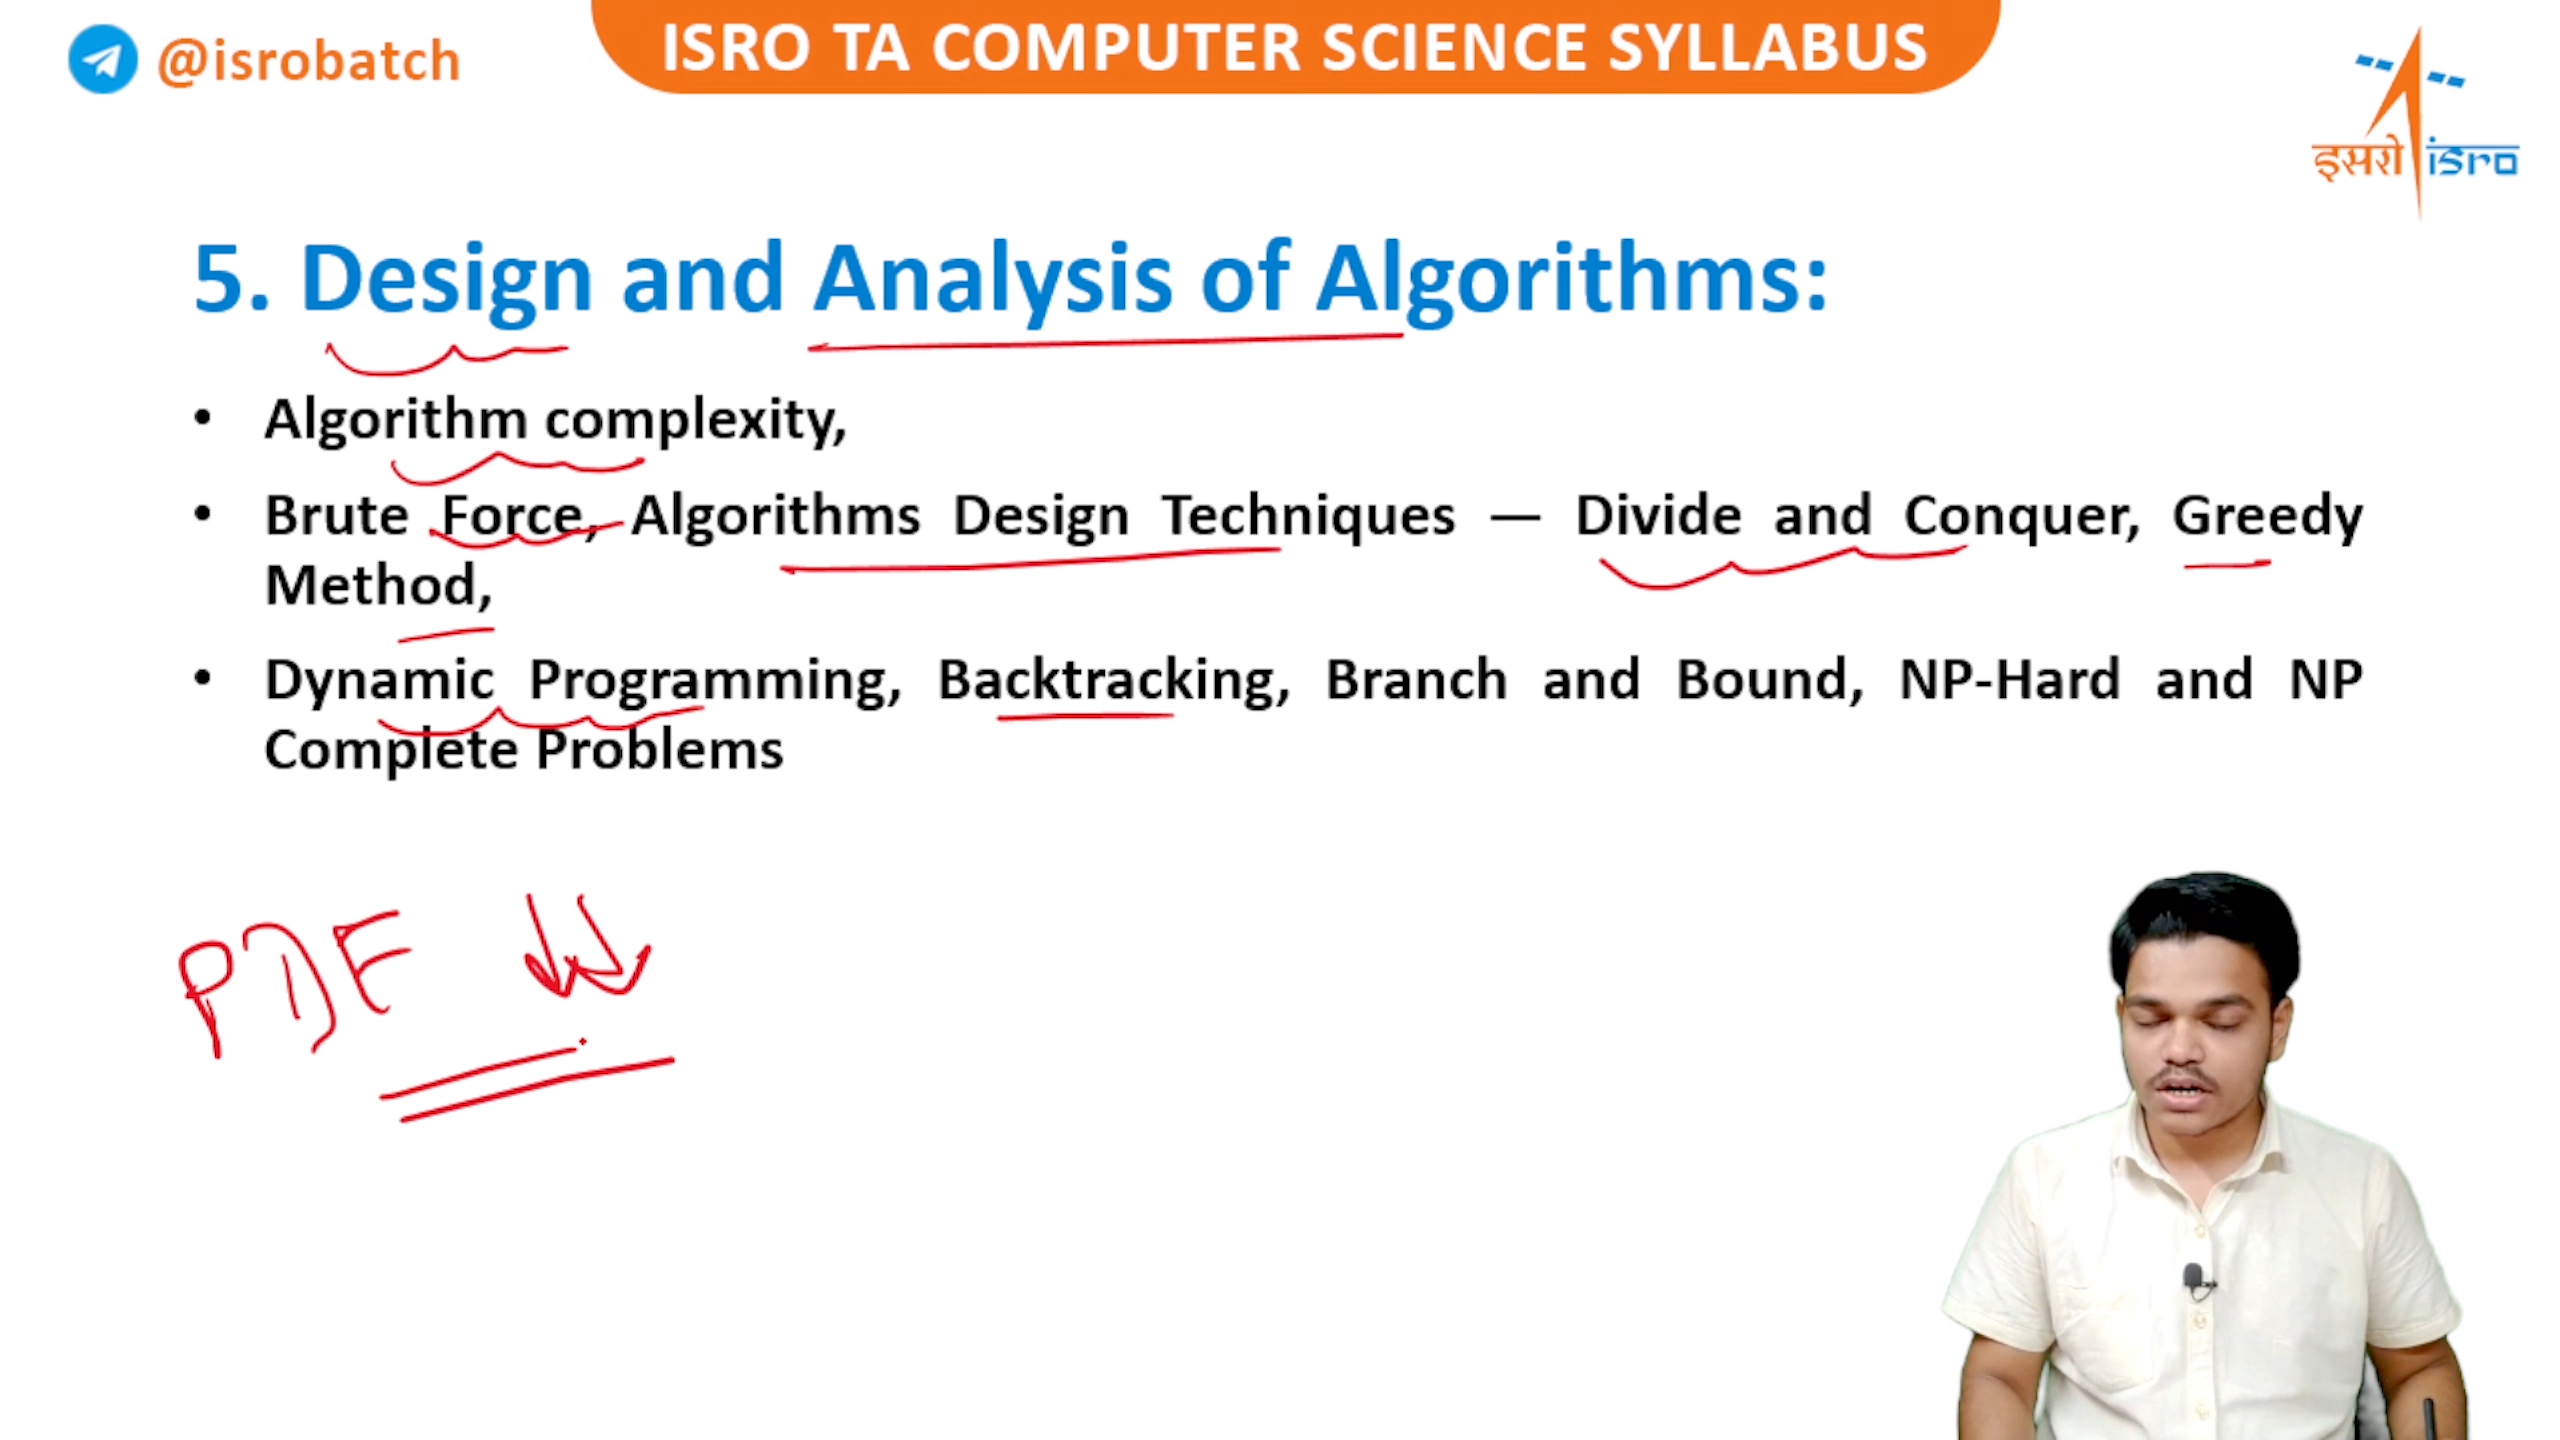 @isrobatch
ISRO TA COMPUTER SCIENCE SYLLABUS
इसरो isro
5. Design and Analysis of Algorithms:
• Algorithm complexity,
• Brute Force, Algorithms Design Techniques — Divide and Conquer, Greedy
Method,
• Dynamic Programming, Backtracking, Branch and Bound, NP-Hard and NP
Complete Problems
PDF